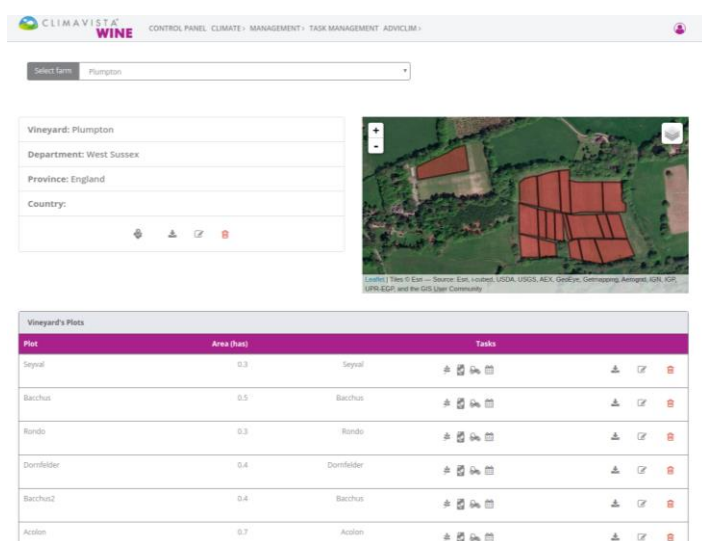 CLIMAVISTA
WINE
CONTROL PANEL CLIMATE› MANAGEMENT› TASK MANAGEMENT ADVICLIM›
Select farm Plumpton
Vineyard: Plumpton
Department: West Sussex
Province: England
Country:
+
-
Leaflet | Tiles © Esri — Source: Esri, i-cubed, USDA, USGS, AEX, GeoEye, Getmapping, Aerogrid, IGN, IGP,
UPR-EGP, and the GIS User Community
Vineyard's Plots
Plot Area (has) Tasks
Seyval 0.3 Seyval
Bacchus 0.5 Bacchus
Rondo 0.3 Rondo
Dornfelder 0.4 Dornfelder
Bacchus2 0.4 Bacchus
Acolon 0.7 Acolon